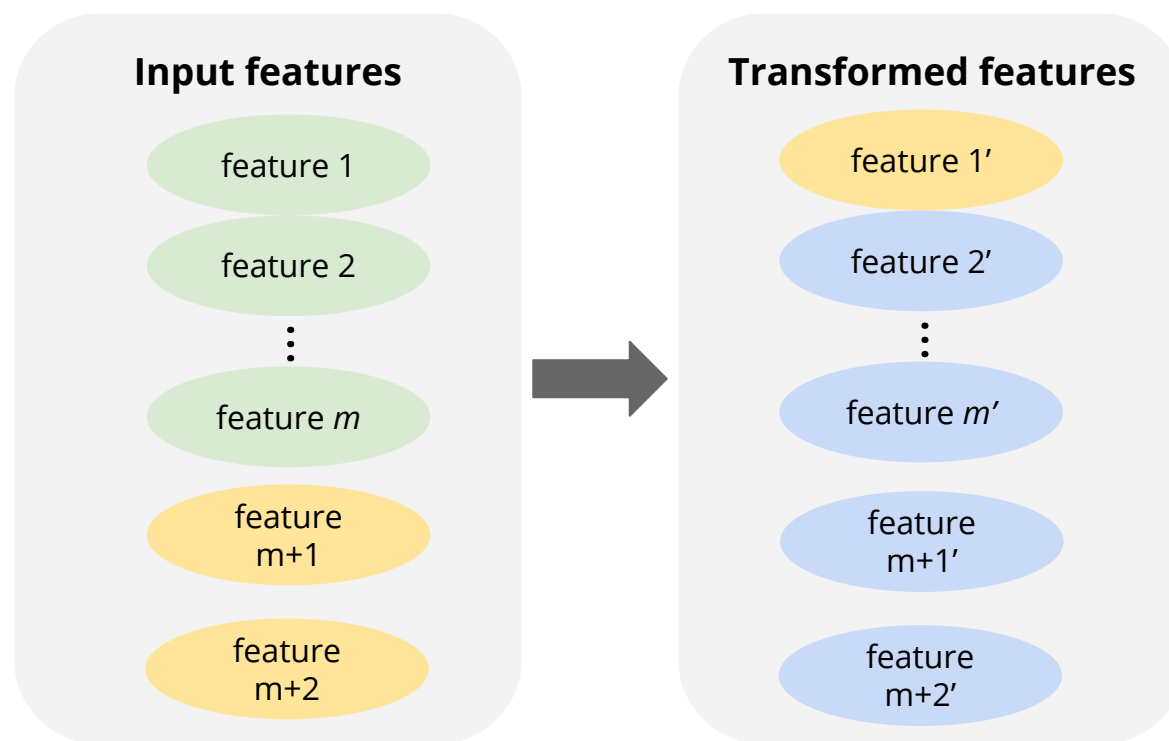 Input features
feature 1
feature 2
feature m
feature
m+1
feature
m+2
Transformed features
feature 1’
feature 2’
feature m’
feature
m+1’
feature
m+2’